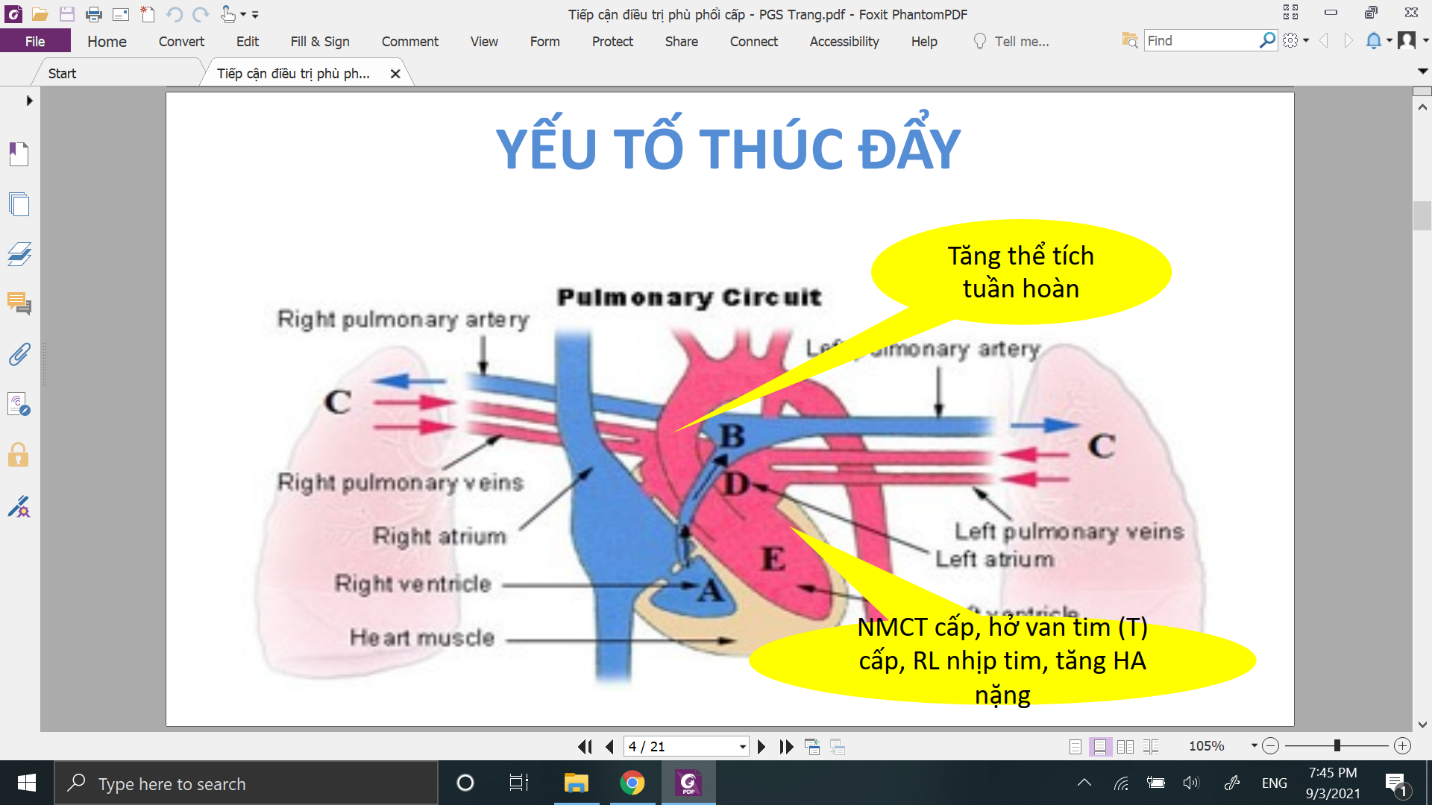 Tiếp cận điều trị phù phổi cấp - PGS Trang.pdf - Foxit PhantomPDF
File Home Convert Edit Fill & Sign Comment View Form Protect Share Connect Accessibility Help Tell me... Find
Start Tiếp cận điều trị phù ph...
YẾU TỐ THÚC ĐẨY
Tăng thể tích
tuần hoàn
Pulmonary Circuit
Right pulmonary artery
pulmonary artery
C
B
C
D
Right pulmonary veins
Left pulmonary veins
Right atrium
Left atrium
E
Right ventricle
A
ventricle
Heart muscle
NMCT cấp, hở van tim (T)
cấp, RL nhịp tim, tăng HA
nặng
4 / 21
105%
Type here to search
ENG
7:45 PM
9/3/2021
1